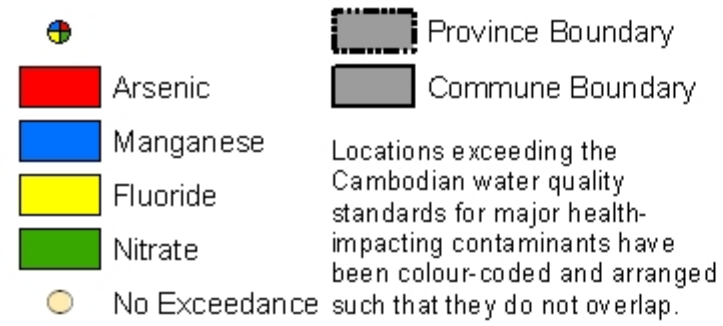 Arsenic
Manganese
Fluoride
Nitrate
No Exceedance
Province Boundary
Commune Boundary
Locations exceeding the
Cambodian water quality
standards for major health-
impacting contaminants have
been colour-coded and arranged
such that they do not overlap.